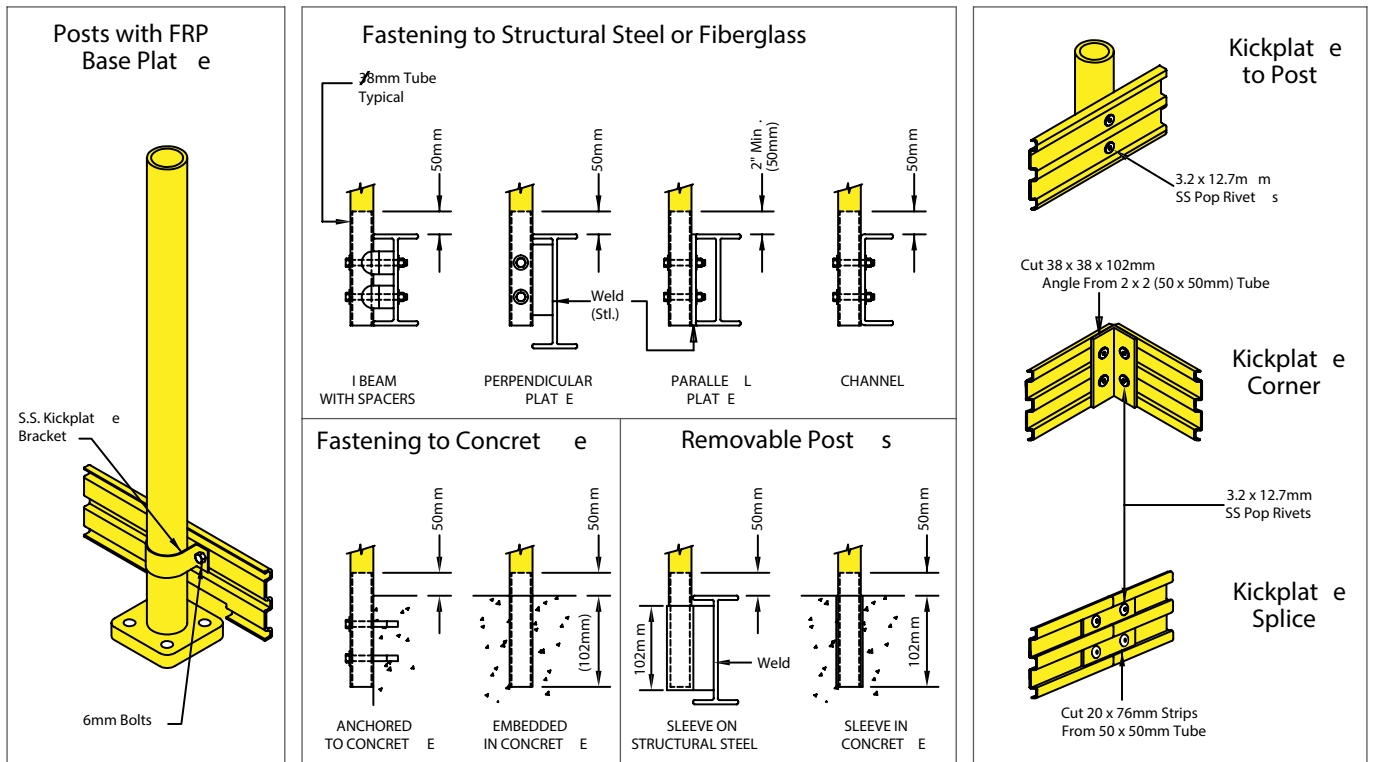 Posts with FRP
Base Plat e
S.S. Kickplat e
Bracket
6mm Bolts
Fastening to Structural Steel or Fiberglass
38mm Tube
Typical
50mm m
50mm m
2" Min .
(50mm)
50mm m
Weld
(Stl.)
I BEAM
WITH SPACERS
PERPENDICULAR
PLAT E
PARALLE L
PLAT E
CHANNEL
Fastening to Concret e
50mm m
50mm m
(102mm)
ANCHORED
TO CONCRET E
EMBEDDED
IN CONCRET E
Removable Post s
50mm m
50mm m
102m m
Weld
102m m
SLEEVE ON
STRUCTURAL STEEL
SLEEVE IN
CONCRET E
Kickplat e
to Post
3.2 x 12.7m m
SS Pop Rivet s
Cut 38 x 38 x 102mm
Angle From 2 x 2 (50 x 50mm) Tube
Kickplat e
Corner
3.2 x 12.7mm
SS Pop Rivets
Kickplat e
Splice
Cut 20 x 76mm Strips
From 50 x 50mm Tube